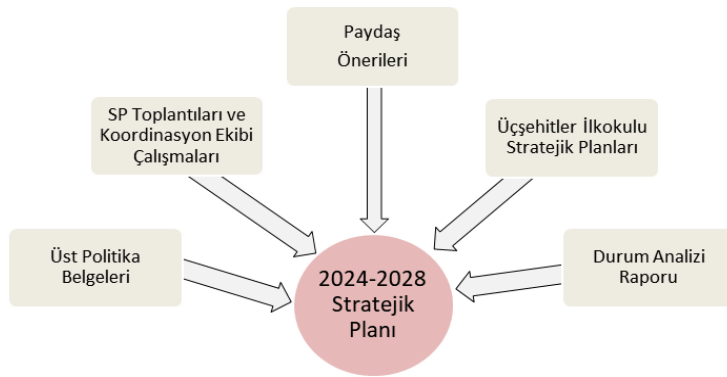 Paydaş
Önerileri
SP Toplantıları ve
Koordinasyon Ekibi
Çalışmaları
Üçşehitler İlkokulu
Stratejik Planları
Üst Politika
Belgeleri
Durum Analizi
Raporu
2024-2028
Stratejik
Planı